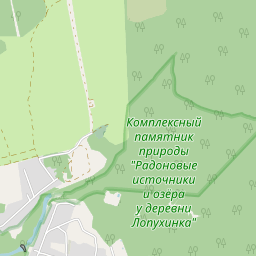 Комплексный
памятник
природы
"Радоновые
источники
и озера
у деревни
Лопухинка"